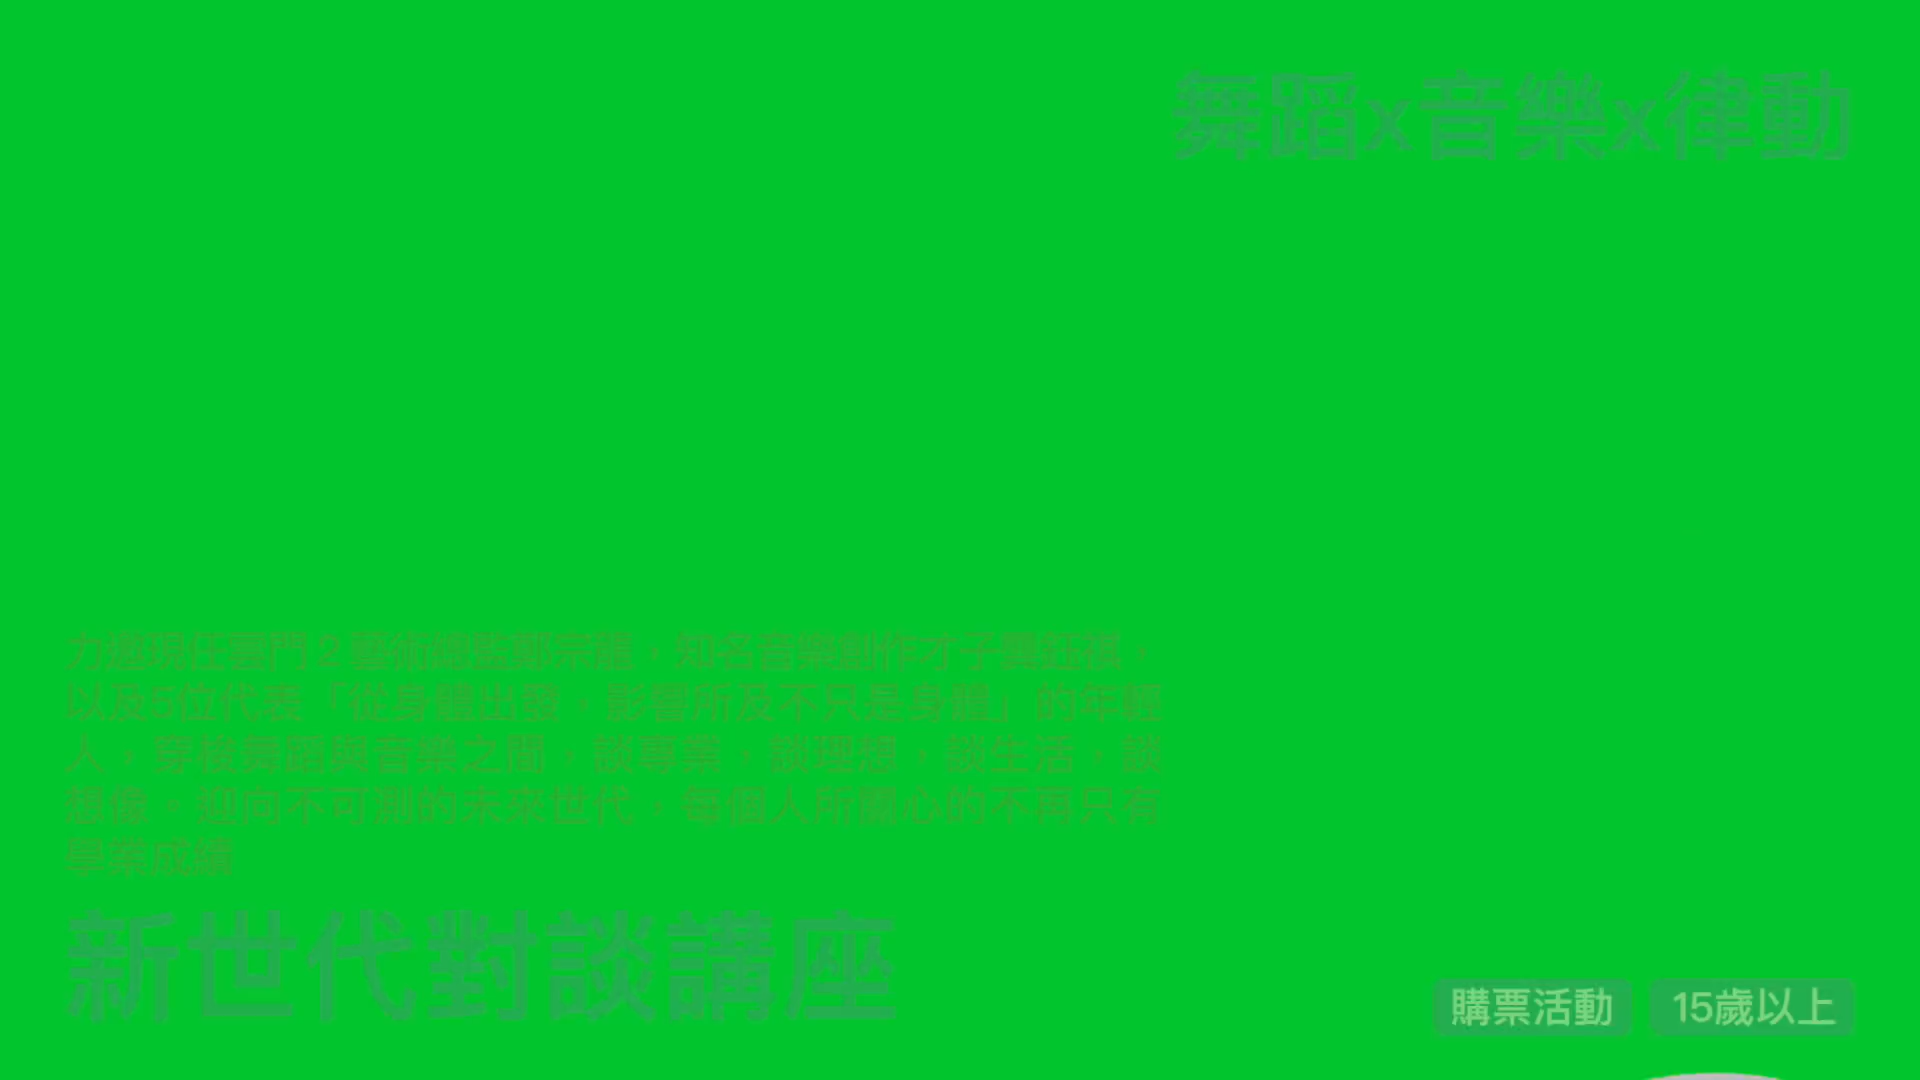 舞蹈x音樂x律動
力邀現任雲門2藝術總監鄭宗龍，知名音樂創作才子龔鈺祺，
以及5位代表「從身體出發，影響所及不只是身體」的年輕
人，穿梭舞蹈與音樂之間，談專業，談理想，談生活，談
想像。迎向不可測的未來世代，每個人所關心的不再只有
學業成績
新世代對談講座
購票活動
15歲以上